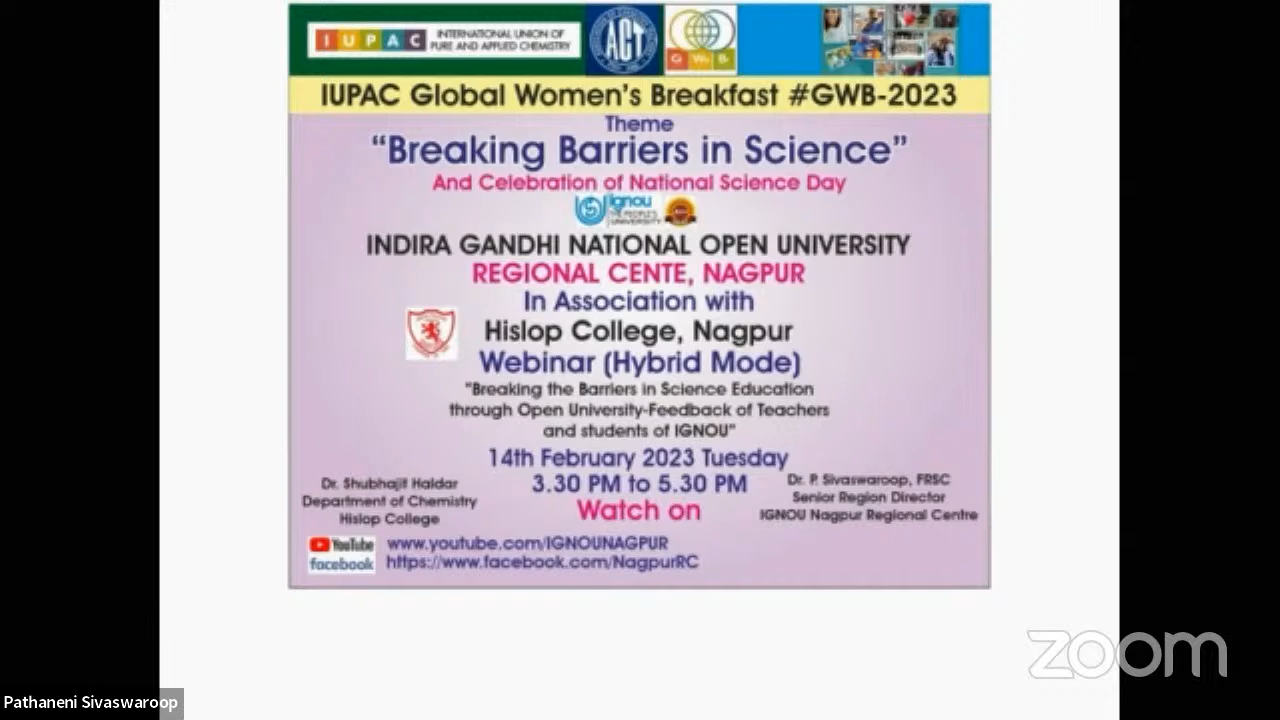 I U P A C INTERNATIONAL UNION OF
PURE AND APPLIED CHEMISTRY
ACT
G W B
IUPAC Global Women's Breakfast #GWB-2023
Theme
“Breaking Barriers in Science”
And Celebration of National Science Day
ignou
THE PEOPLE'S
UNIVERSITY
INDIRA GANDHI NATIONAL OPEN UNIVERSITY
REGIONAL CENTE, NAGPUR
In Association with
Hislop College, Nagpur
Webinar (Hybrid Mode)
"Breaking the Barriers in Science Education
through Open University-Feedback of Teachers
and students of IGNOU"
14th February 2023 Tuesday
3.30 PM to 5.30 PM
Watch on
Dr. Shubhajit Haldar
Department of Chemistry
Hislop College
Dr. P. Sivaswaroop, FRSC
Senior Region Director
IGNOU Nagpur Regional Centre
YouTube www.youtube.com/IGNOUNAGPUR
facebook https://www.facebook.com/NagpurRC
zoom
Pathaneni Sivaswaroop